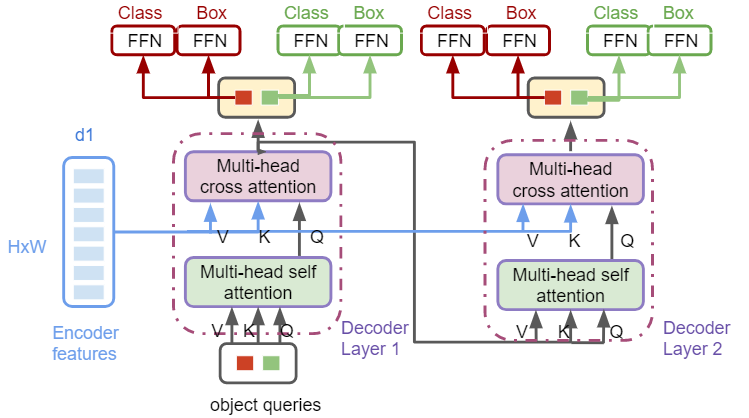 Class Box Class Box Class Box Class Box
FFN FFN FFN FFN FFN FFN FFN FFN
d1
Multi-head
cross attention
Multi-head
cross attention
HxW
V K Q
V K Q
Multi-head self
attention
Multi-head self
attention
Encoder
features
V K Q
Decoder
Layer 1
V K Q
Decoder
Layer 2
object queries